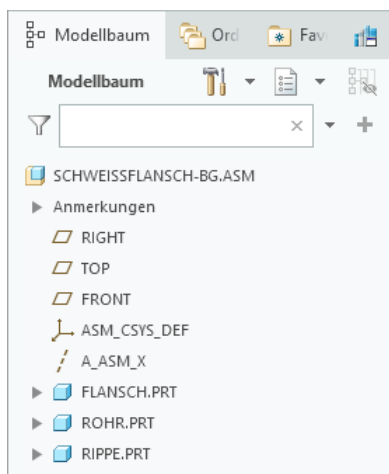 Modellbaum Ord Fav
Modellbaum
SCHWEISSFLANSCH-BG.ASM
Anmerkungen
RIGHT
TOP
FRONT
ASM_CSYS_DEF
A_ASM_X
FLANSCH.PRT
ROHR.PRT
RIPPE.PRT